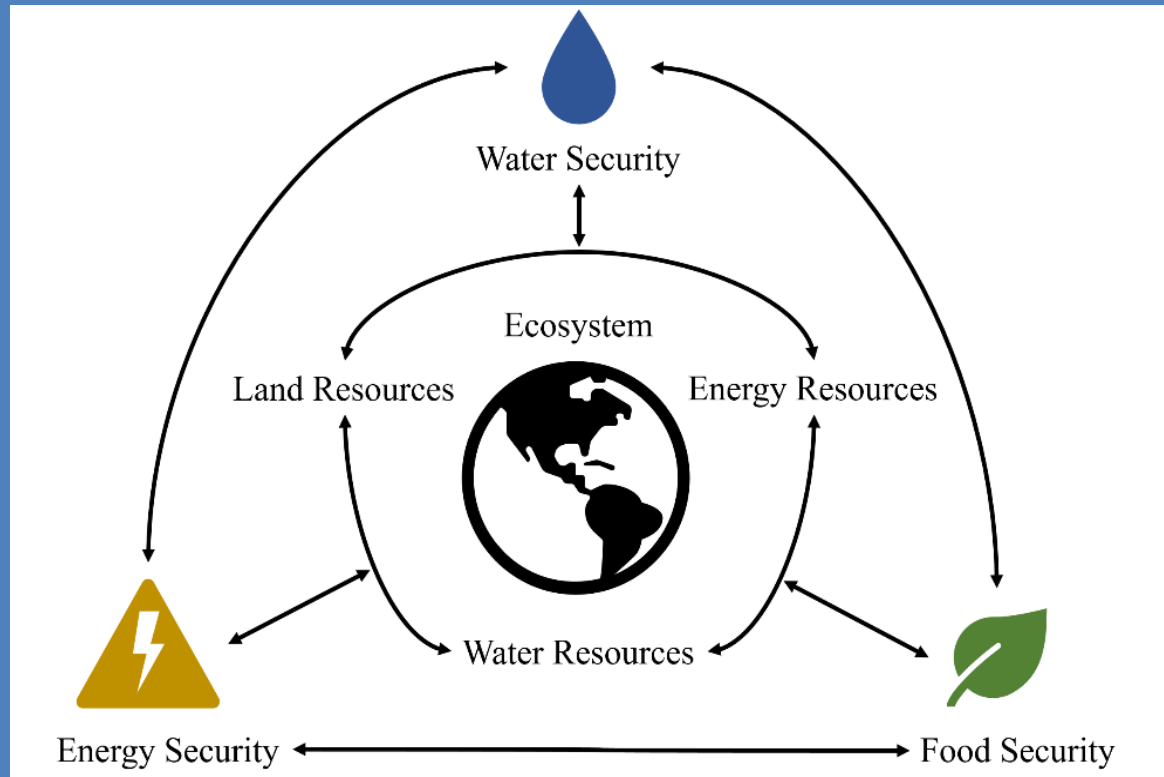 Water Security
Ecosystem
Land Resources
Energy Resources
Water Resources
Energy Security
Food Security